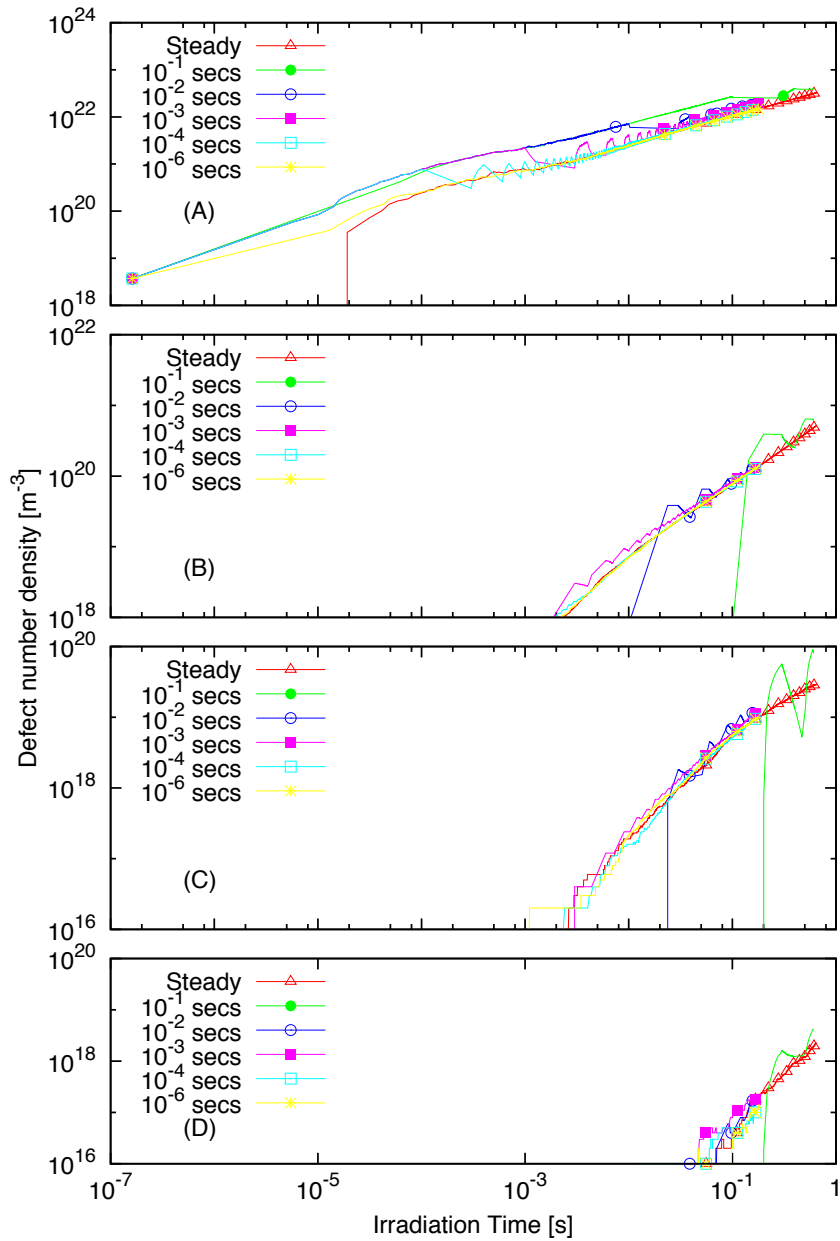 10^24
10^22
10^20
10^18
Steady
10^-1 secs
10^-2 secs
10^-3 secs
10^-4 secs
10^-6 secs
(A)
10^22
10^20
10^18
Steady
10^-1 secs
10^-2 secs
10^-3 secs
10^-4 secs
10^-6 secs
(B)
Defect number density [m^-3]
10^20
10^18
10^16
Steady
10^-1 secs
10^-2 secs
10^-3 secs
10^-4 secs
10^-6 secs
(C)
10^20
10^18
10^16
Steady
10^-1 secs
10^-2 secs
10^-3 secs
10^-4 secs
10^-6 secs
(D)
10^-7 10^-5 10^-3 10^-1 1
Irradiation Time [s]